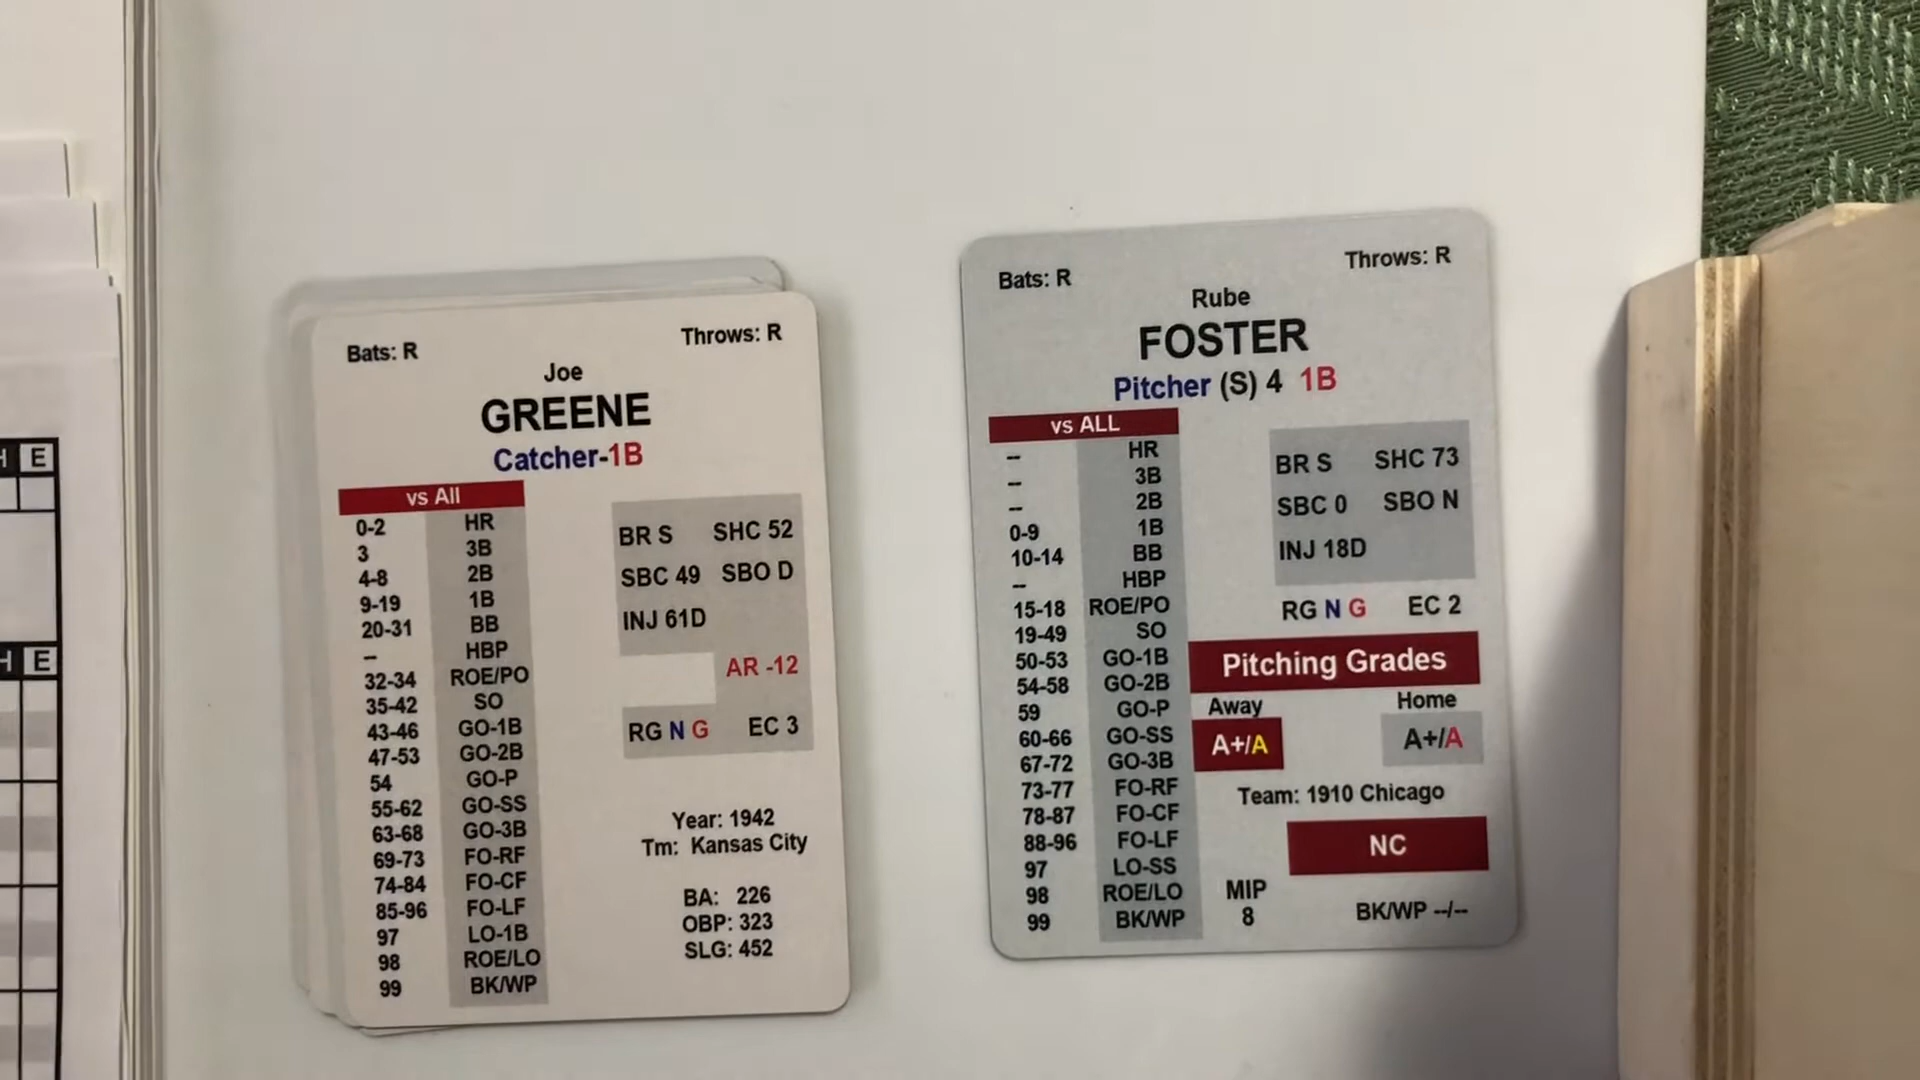 H E
H E
Bats: R Throws: R
Joe
GREENE
Catcher-1B
vs All
0-2 HR
3 3B
4-8 2B
9-19 1B
20-31 BB
-- HBP
32-34 ROE/PO
35-42 SO
43-46 GO-1B
47-53 GO-2B
54 GO-P
55-62 GO-SS
63-68 GO-3B
69-73 FO-RF
74-84 FO-CF
85-96 FO-LF
97 LO-1B
98 ROE/LO
99 BK/WP
BR S SHC 52
SBC 49 SBO D
INJ 61D
AR -12
RG N G EC 3
Year: 1942
Tm: Kansas City
BA: 226
OBP: 323
SLG: 452
Bats: R Throws: R
Rube
FOSTER
Pitcher (S) 4 1B
vs ALL
-- HR
-- 3B
-- 2B
0-9 1B
10-14 BB
-- HBP
15-18 ROE/PO
19-49 SO
50-53 GO-1B
54-58 GO-2B
59 GO-P
60-66 GO-SS
67-72 GO-3B
73-77 FO-RF
78-87 FO-CF
88-96 FO-LF
97 LO-SS
98 ROE/LO
99 BK/WP
BR S SHC 73
SBC 0 SBO N
INJ 18D
RG N G EC 2
Pitching Grades
Away Home
A+/A A+/A
Team: 1910 Chicago
NC
MIP
8
BK/WP --/--